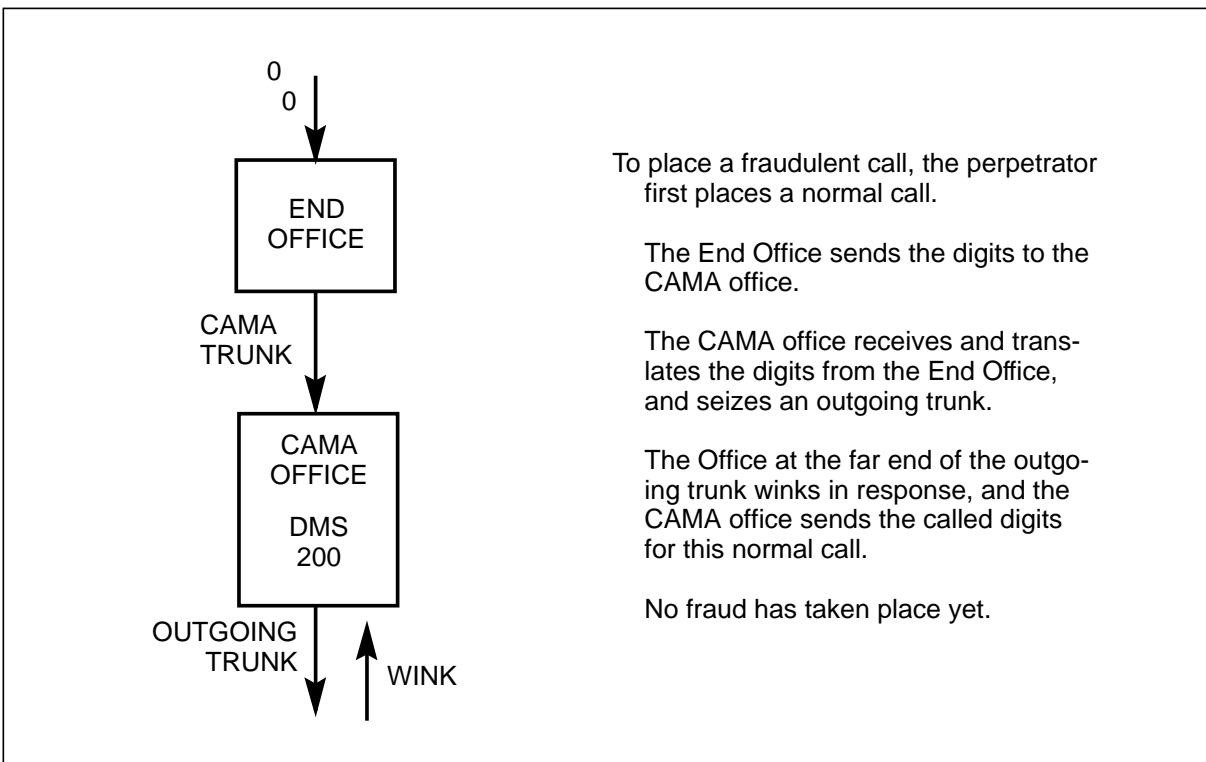 0
0
END
OFFICE
CAMA
TRUNK
CAMA
OFFICE
DMS
200
OUTGOING
TRUNK
WINK
To place a fraudulent call, the perpetrator
first places a normal call.
The End Office sends the digits to the
CAMA office.
The CAMA office receives and trans-
lates the digits from the End Office,
and seizes an outgoing trunk.
The Office at the far end of the outgo-
ing trunk winks in response, and the
CAMA office sends the called digits
for this normal call.
No fraud has taken place yet.